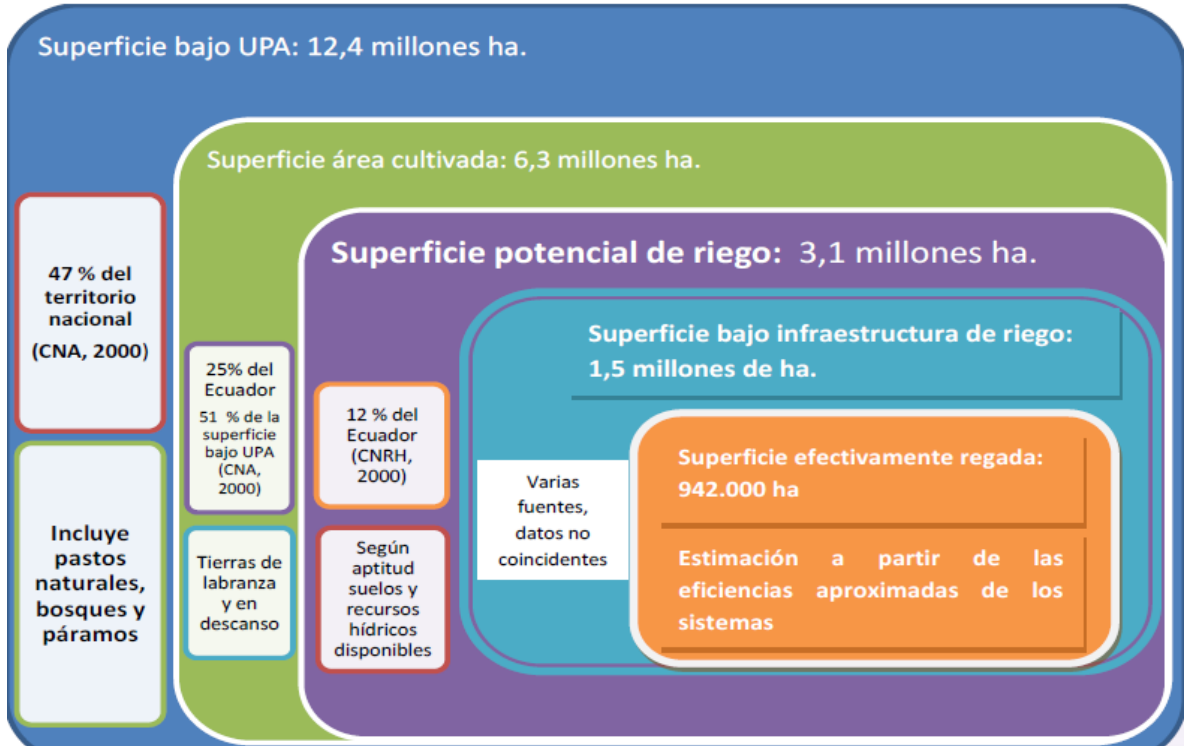 Superficie bajo UPA: 12,4 millones ha.
Superficie área cultivada: 6,3 millones ha.
Superficie potencial de riego: 3,1 millones ha.
Superficie bajo infraestructura de riego:
1,5 millones de ha.
47 % del
territorio
nacional
(CNA, 2000)
25% del
Ecuador
51 % de la
superficie
bajo UPA
(CNA,
2000)
12 % del
Ecuador
(CNRH,
2000)
Varias
fuentes,
datos no
coincidentes
Superficie efectivamente regada:
942.000 ha
Estimación a partir de las
eficiencias aproximadas de los
sistemas
Incluye
pastos
naturales,
bosques y
páramos
Tierras de
labranza
y en
descanso
Según
aptitud
suelos y
recursos
hídricos
disponibles